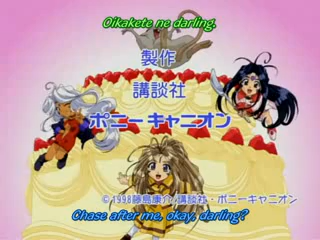 Oikakete ne darling.
製作
講談社
ポニーキャニオン
© 1998藤島康介・講談社・ポニーキャニオン
Chase after me, okay, darling?